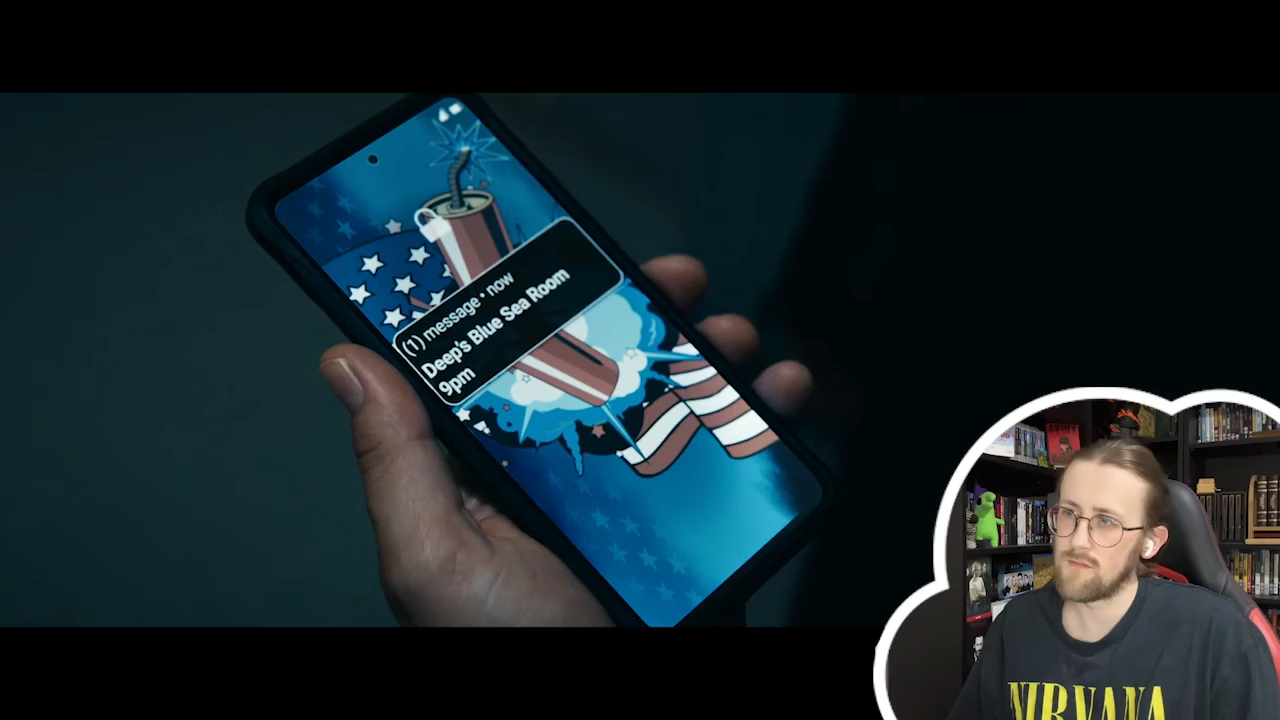 (1) message • now
Deep's Blue Sea Room
9pm
NIRVANA